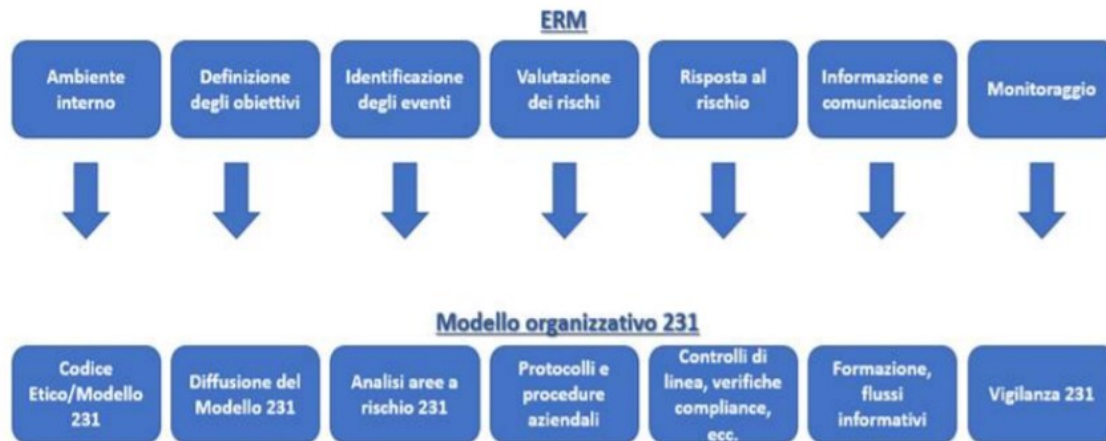 ERM
Ambiente
interno
Definizione
degli obiettivi
Identificazione
degli eventi
Valutazione
dei rischi
Risposta al
rischio
Informazione e
comunicazione
Monitoraggio
Modello organizzativo 231
Codice
Etico/Modello
231
Diffusione del
Modello 231
Analisi aree a
rischio 231
Protocolli e
procedure
aziendali
Controlli di
linea, verifiche
compliance,
ecc.
Formazione,
flussi
informativi
Vigilanza 231